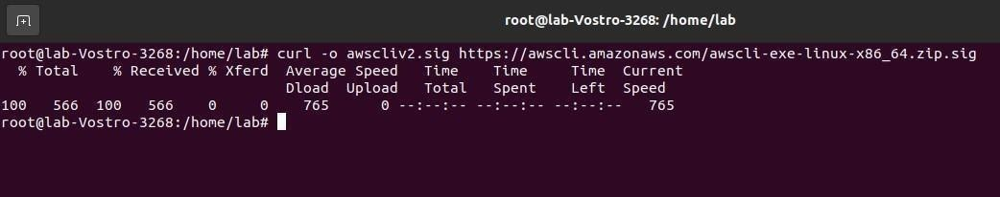 root@lab-Vostro-3268: /home/lab
root@lab-Vostro-3268:/home/lab# curl -o awscliv2.sig https://awscli.amazonaws.com/awscli-exe-linux-x86_64.zip.sig
  % Total    % Received % Xferd  Average Speed   Time    Time     Time  Current
                                 Dload  Upload   Total   Spent    Left  Speed
100   566  100   566    0     0    765      0 --:--:-- --:--:-- --:--:--   765
root@lab-Vostro-3268:/home/lab#